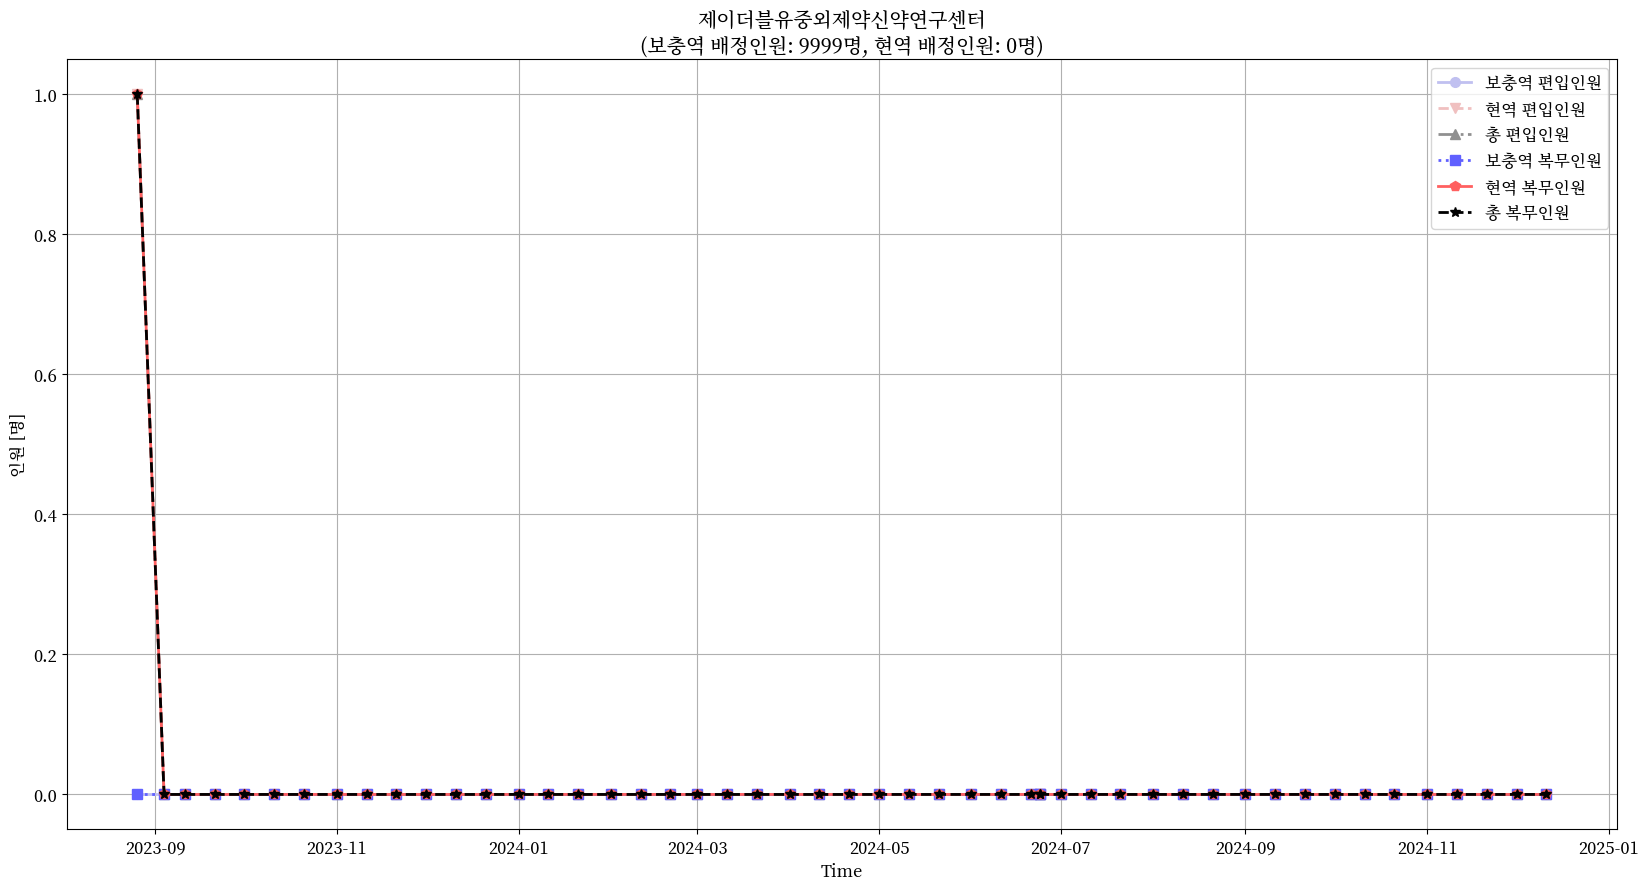 제이더블유중외제약신약연구센터
(보충역 배정인원: 9999명, 현역 배정인원: 0명)
보충역 편입인원
현역 편입인원
총 편입인원
보충역 복무인원
현역 복무인원
총 복무인원
인원 [명]
1.0
0.8
0.6
0.4
0.2
0.0
2023-09
2023-11
2024-01
2024-03
2024-05
2024-07
2024-09
2024-11
2025-01
Time